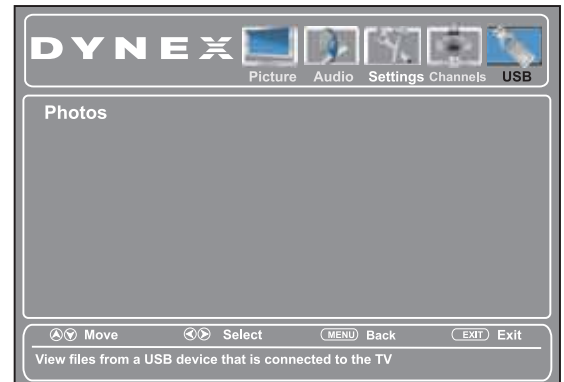 DYNEX
Picture Audio Settings Channels USB
Photos
Move Select MENU Back EXIT Exit
View files from a USB device that is connected to the TV